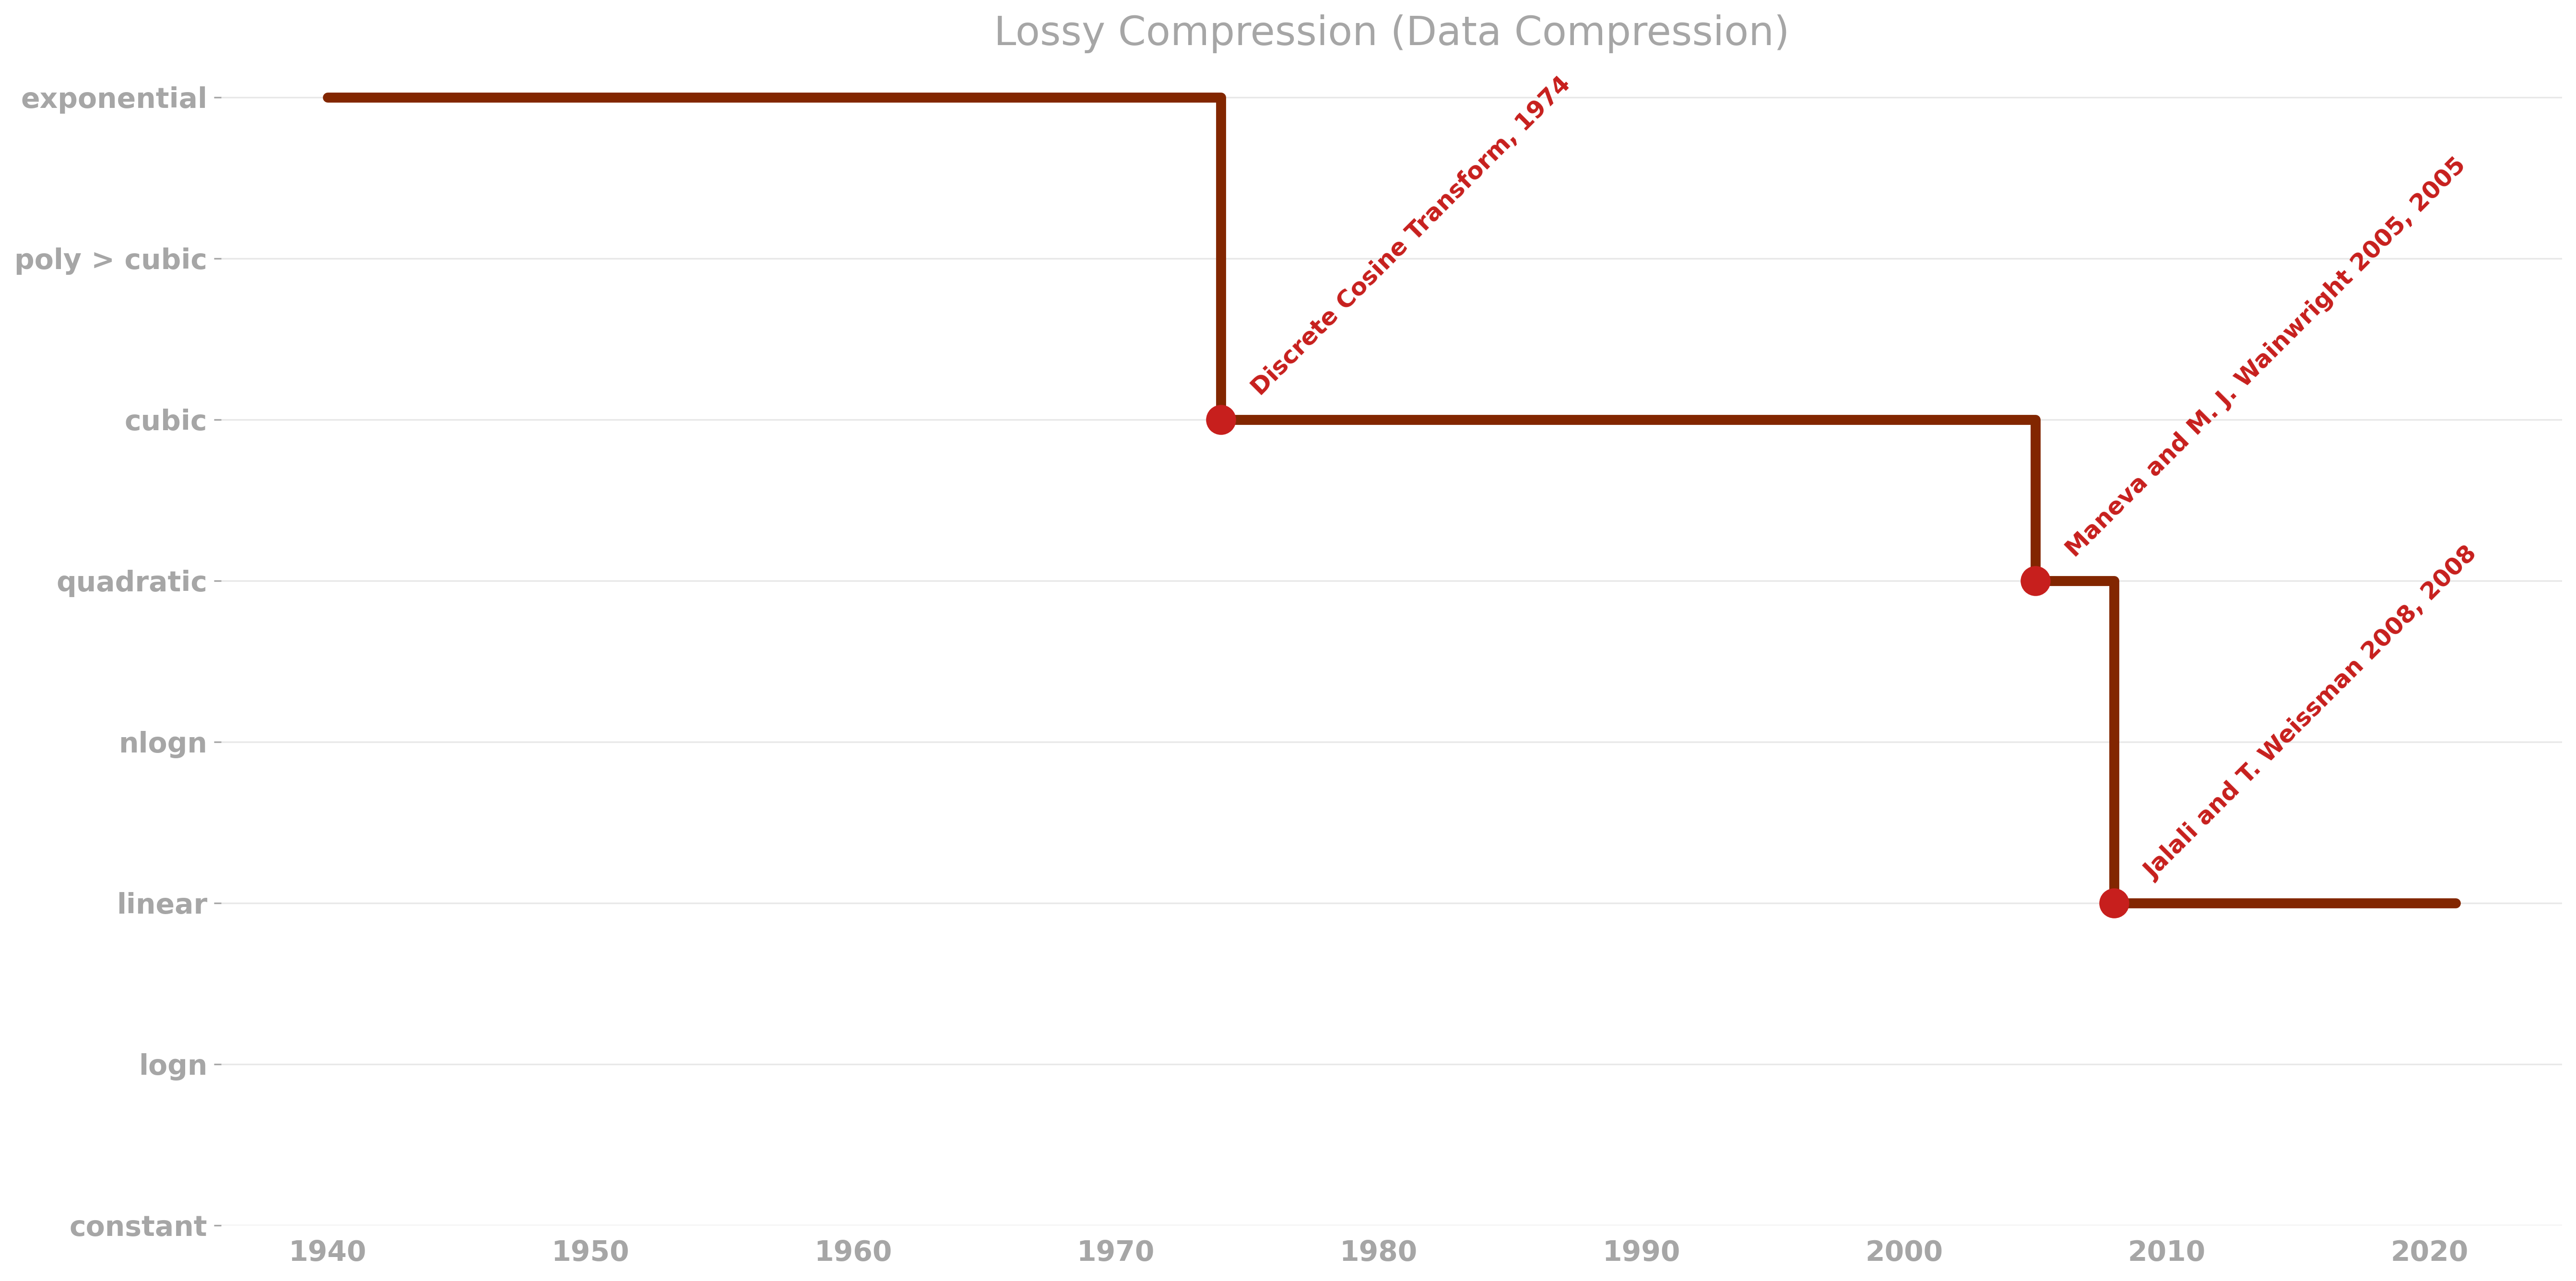 Lossy Compression (Data Compression)
exponential
poly > cubic
cubic
quadratic
nlogn
linear
logn
constant
Discrete Cosine Transform, 1974
Maneva and M. J. Wainwright 2005, 2005
Jalali and T. Weissman 2008, 2008
1940 1950 1960 1970 1980 1990 2000 2010 2020